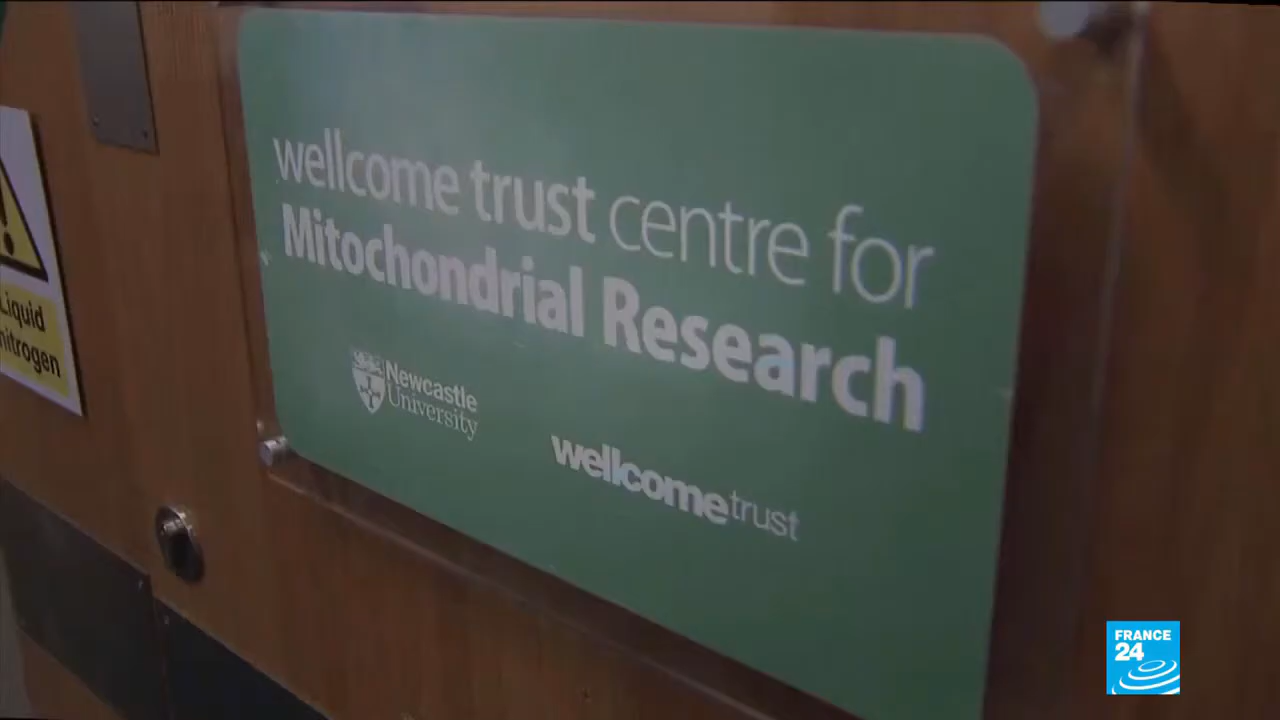 wellcome trust centre for
Mitochondrial Research
Newcastle
University
wellcometrust
Liquid
nitrogen
FRANCE
24